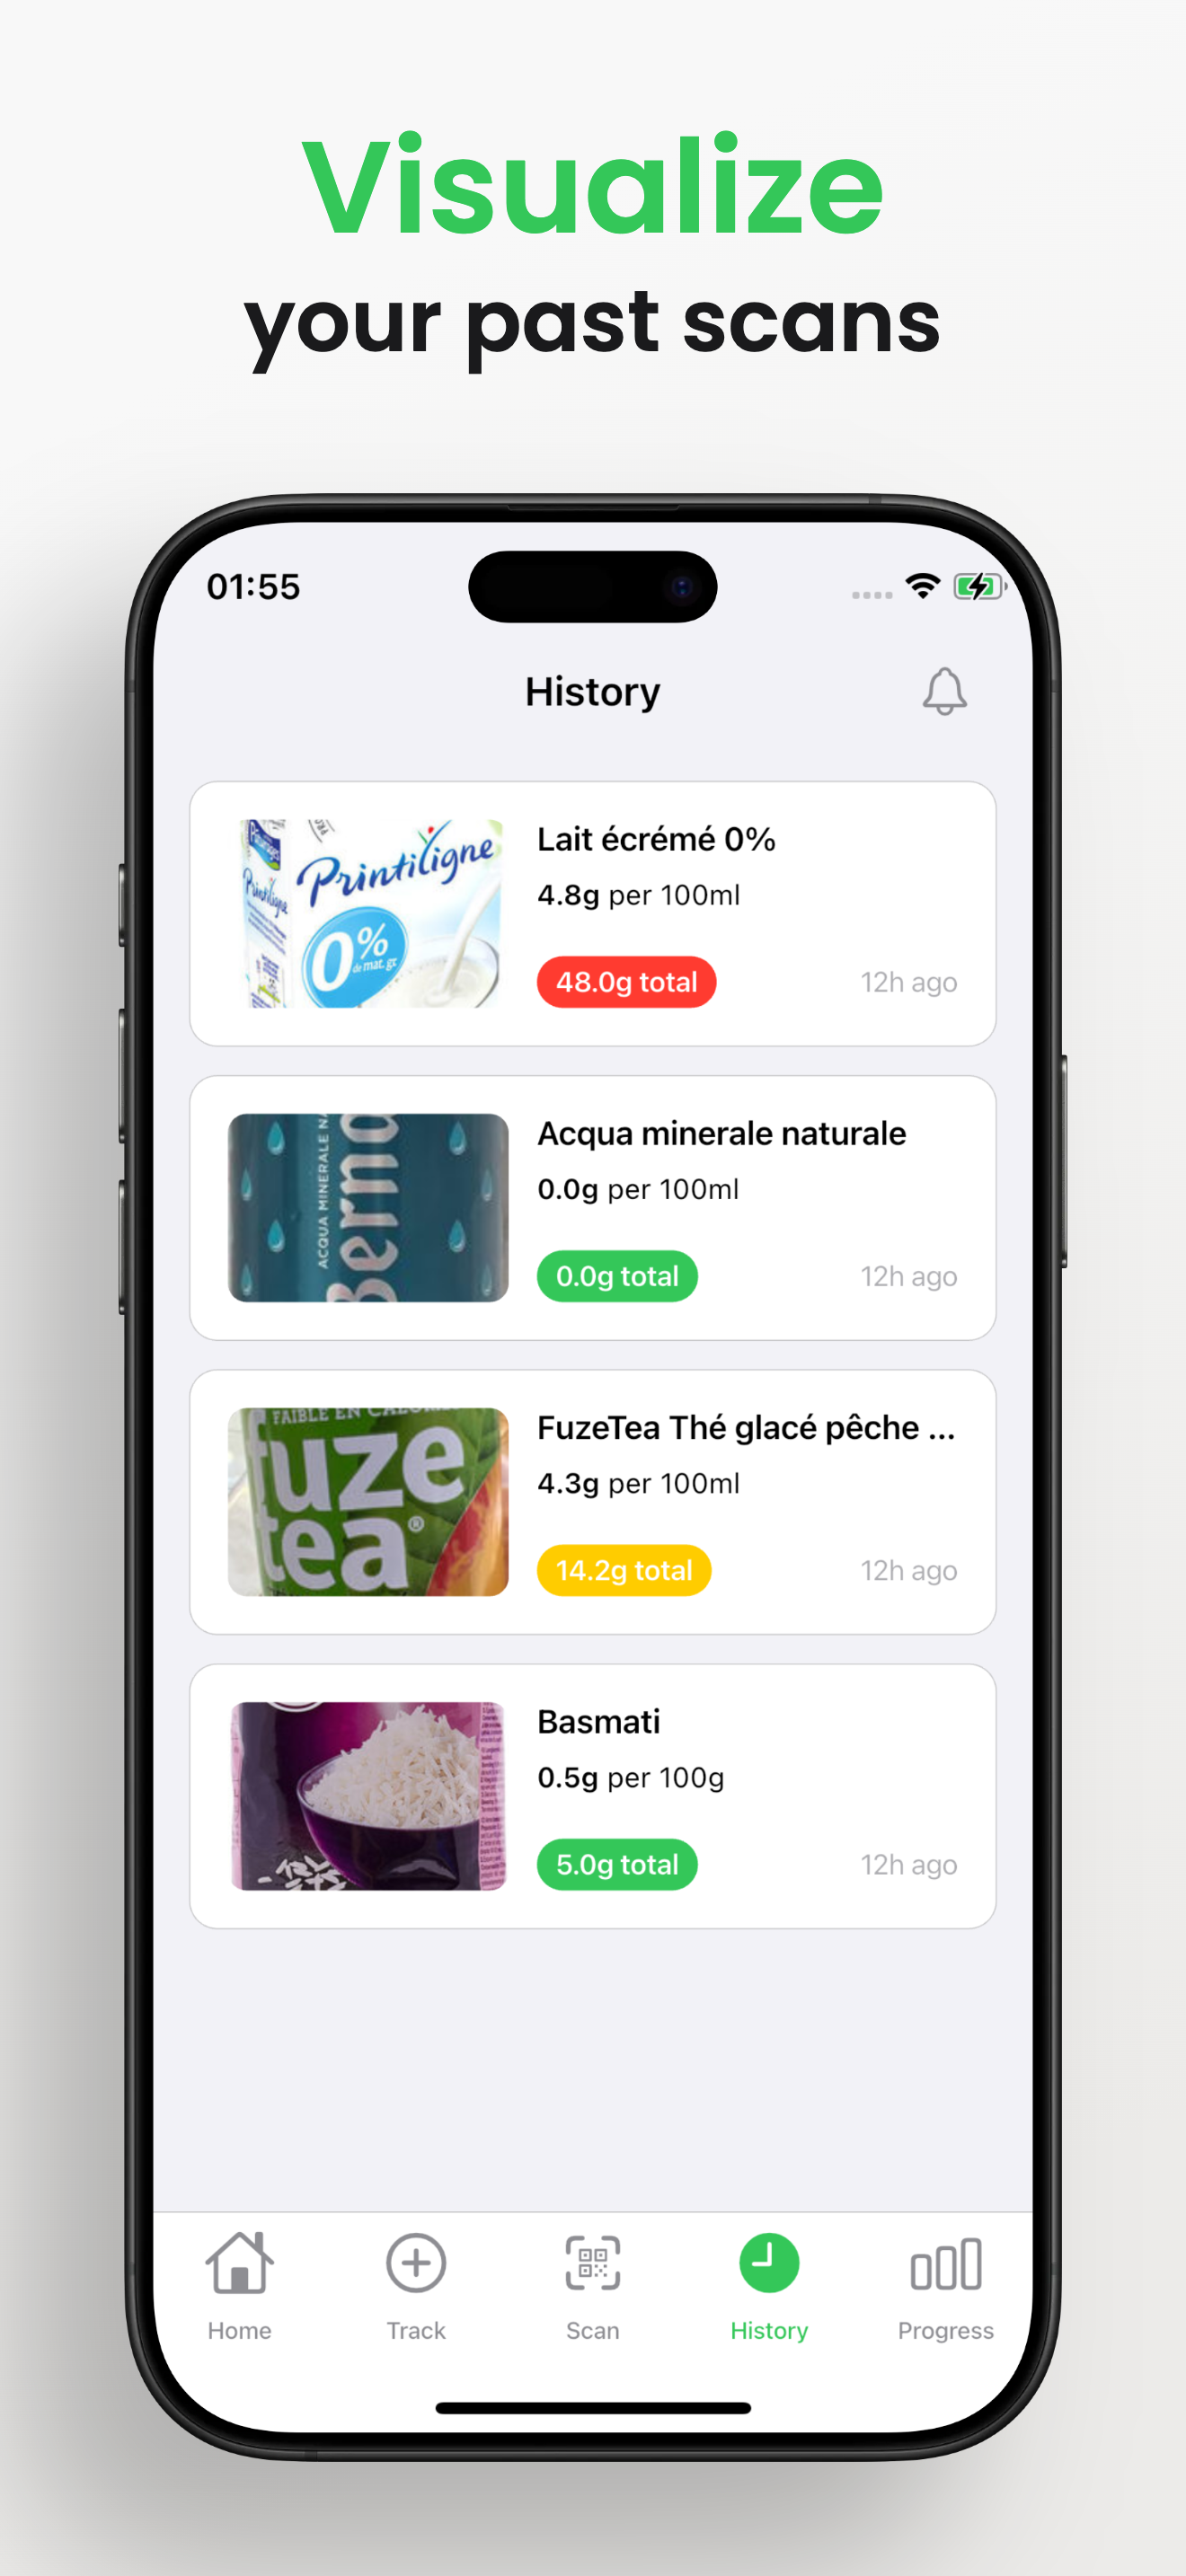 Visualize
your past scans
01:55
History
Printiligne
Printiligne
0%
de mat. gr.
Lait écrémé 0%
4.8g per 100ml
48.0g total
12h ago
ACQUA MINERALE
Berna
Acqua minerale naturale
0.0g per 100ml
0.0g total
12h ago
FAIBLE EN
fuze
tea®
FuzeTea Thé glacé pêche ...
4.3g per 100ml
14.2g total
12h ago
Basmati
0.5g per 100g
5.0g total
12h ago
Home
Track
Scan
History
Progress